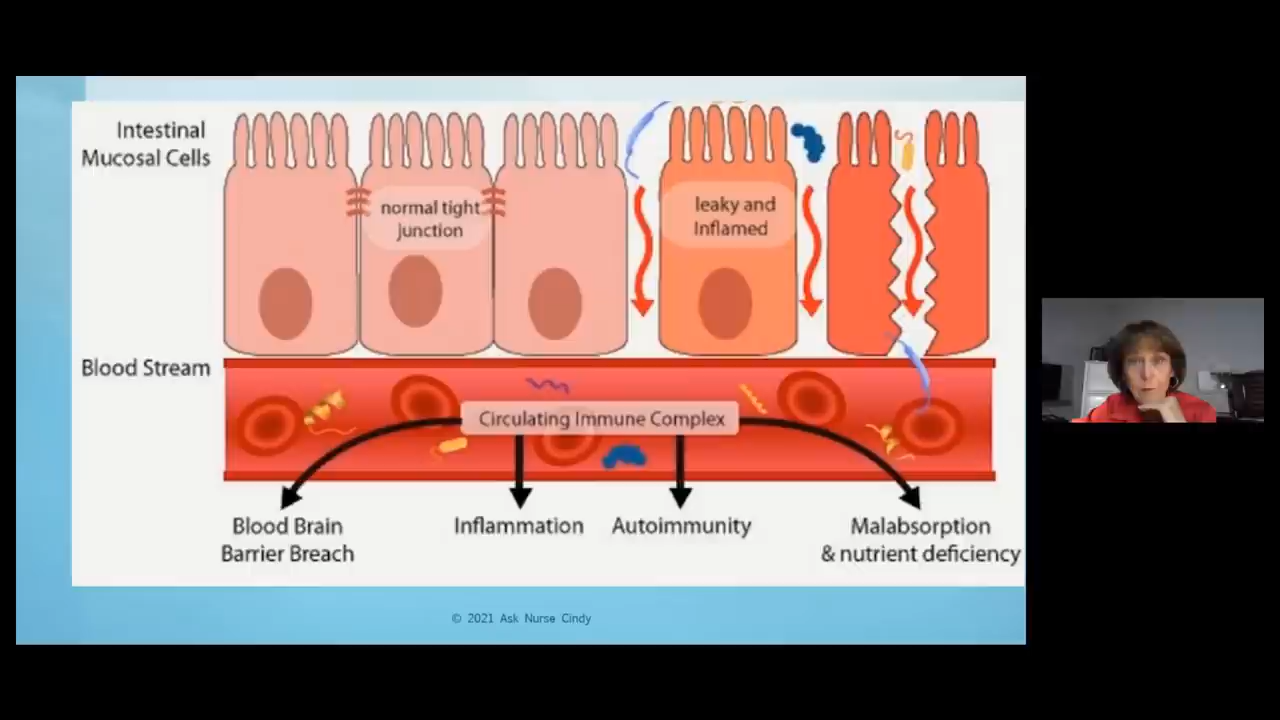 Intestinal
Mucosal Cells
normal tight
junction
leaky and
Inflamed
Blood Stream
Circulating Immune Complex
Blood Brain
Barrier Breach
Inflammation
Autoimmunity
Malabsorption
& nutrient deficiency
© 2021 Ask Nurse Cindy